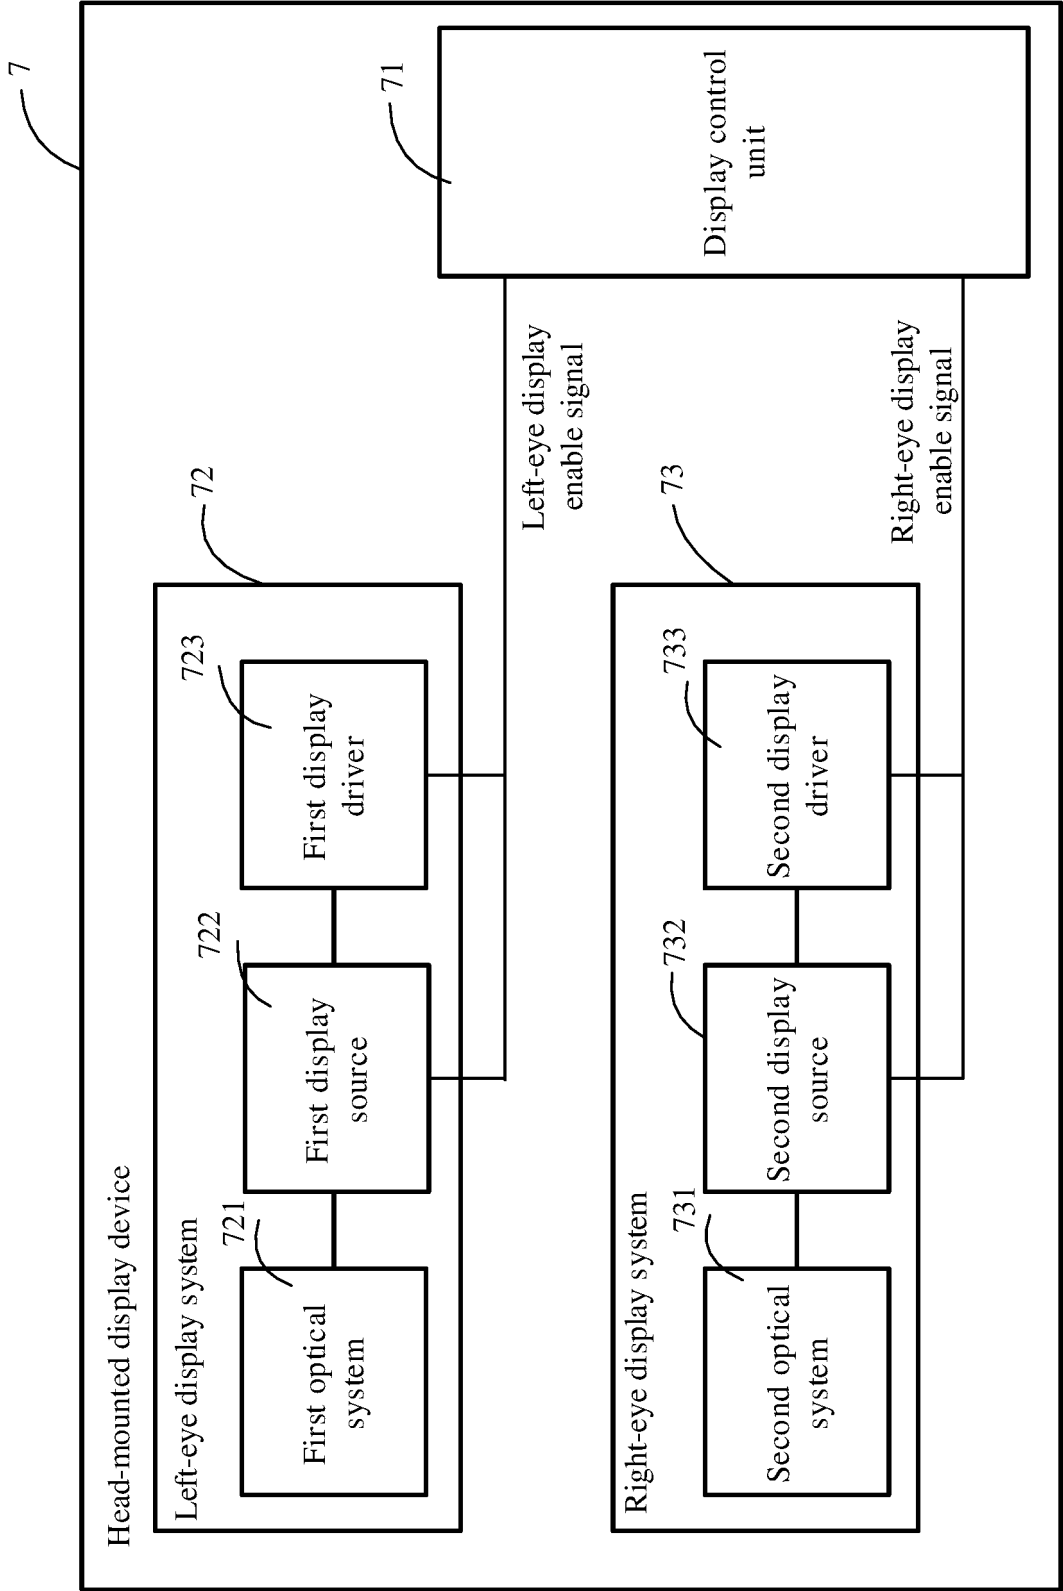 7
Head-mounted display device
72
Left-eye display system
721
722
723
First optical
system
First display
source
First display
driver
71
Left-eye display
enable signal
Display control
unit
73
Right-eye display system
731
732
733
Second optical
system
Second display
source
Second display
driver
Right-eye display
enable signal